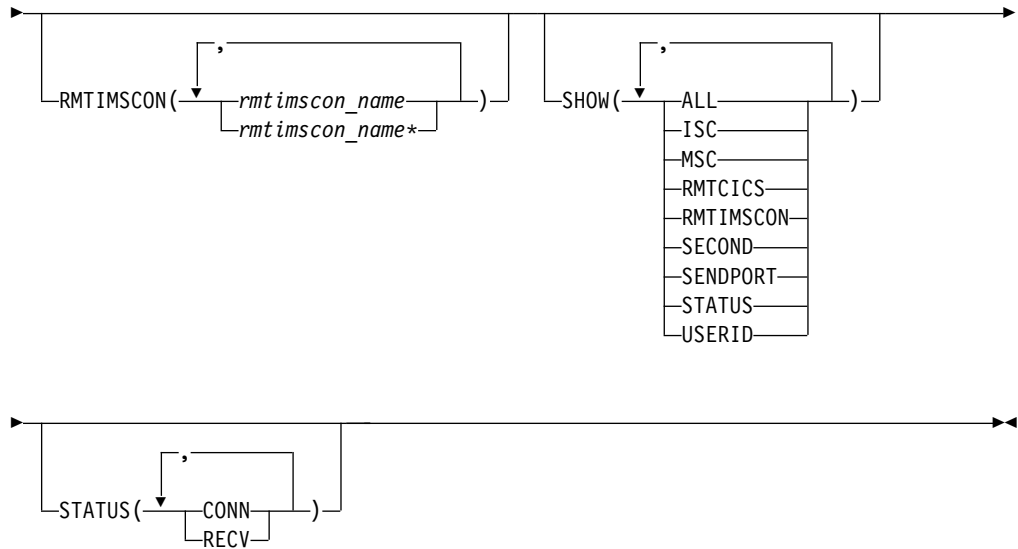 , ,
RMTIMSCON( rmtimscon_name ) SHOW( ALL )
rmtimscon_name* ISC
MSC
RMTCICS
RMTIMSCON
SECOND
SENDPORT
STATUS
USERID
,
STATUS( CONN )
RECV